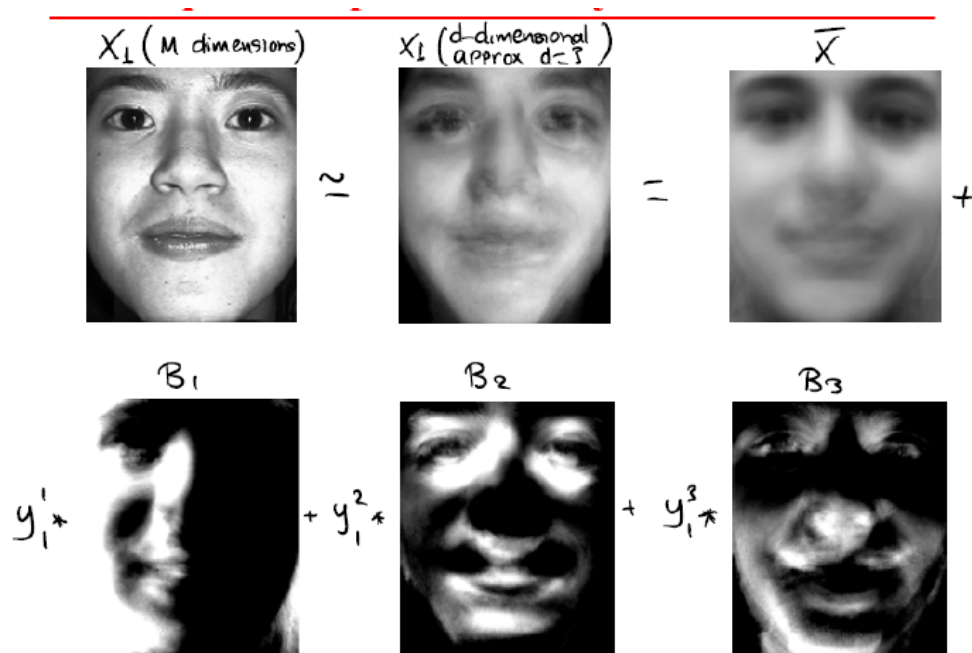 X1 (M dimensions)
≃
X1 (d-dimensional
approx d=3)
=
X̄
+
B1
B2
B3
y₁¹*
+ y₁²*
+ y₁³*